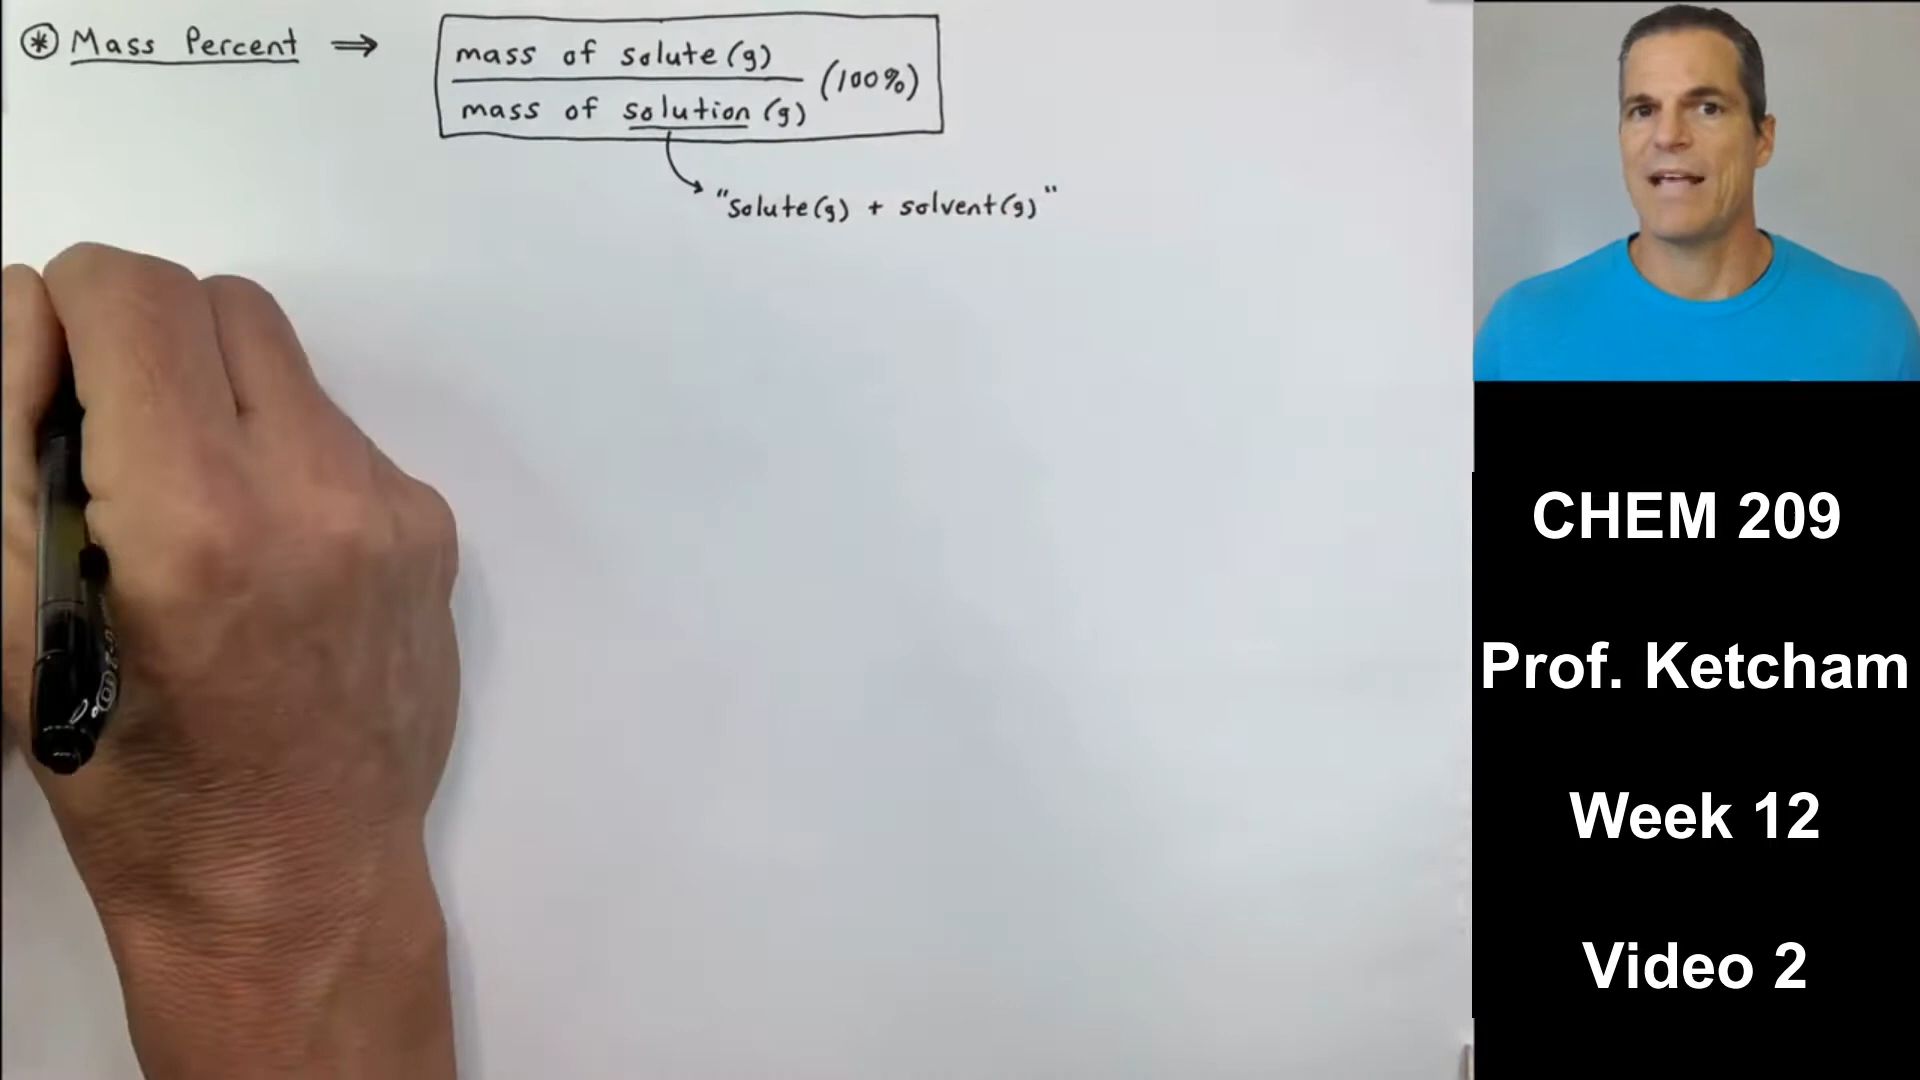 * Mass Percent ⇒
mass of solute (g)
mass of solution (g)
(100%)
"Solute (g) + solvent (g)"
CHEM 209
Prof. Ketcham
Week 12
Video 2